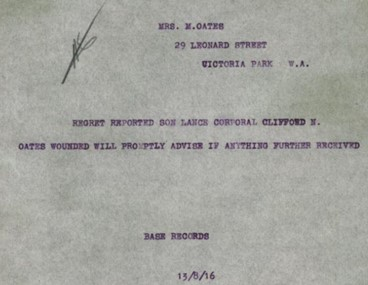 MRS. M.OATES
29 LEONARD STREET
VICTORIA PARK W.A.
REGRET REPORTED SON LANCE CORPORAL CLIFFORD N.
OATES WOUNDED WILL PROMPTLY ADVISE IF ANYTHING FURTHER RECEIVED
BASE RECORDS
13/8/16